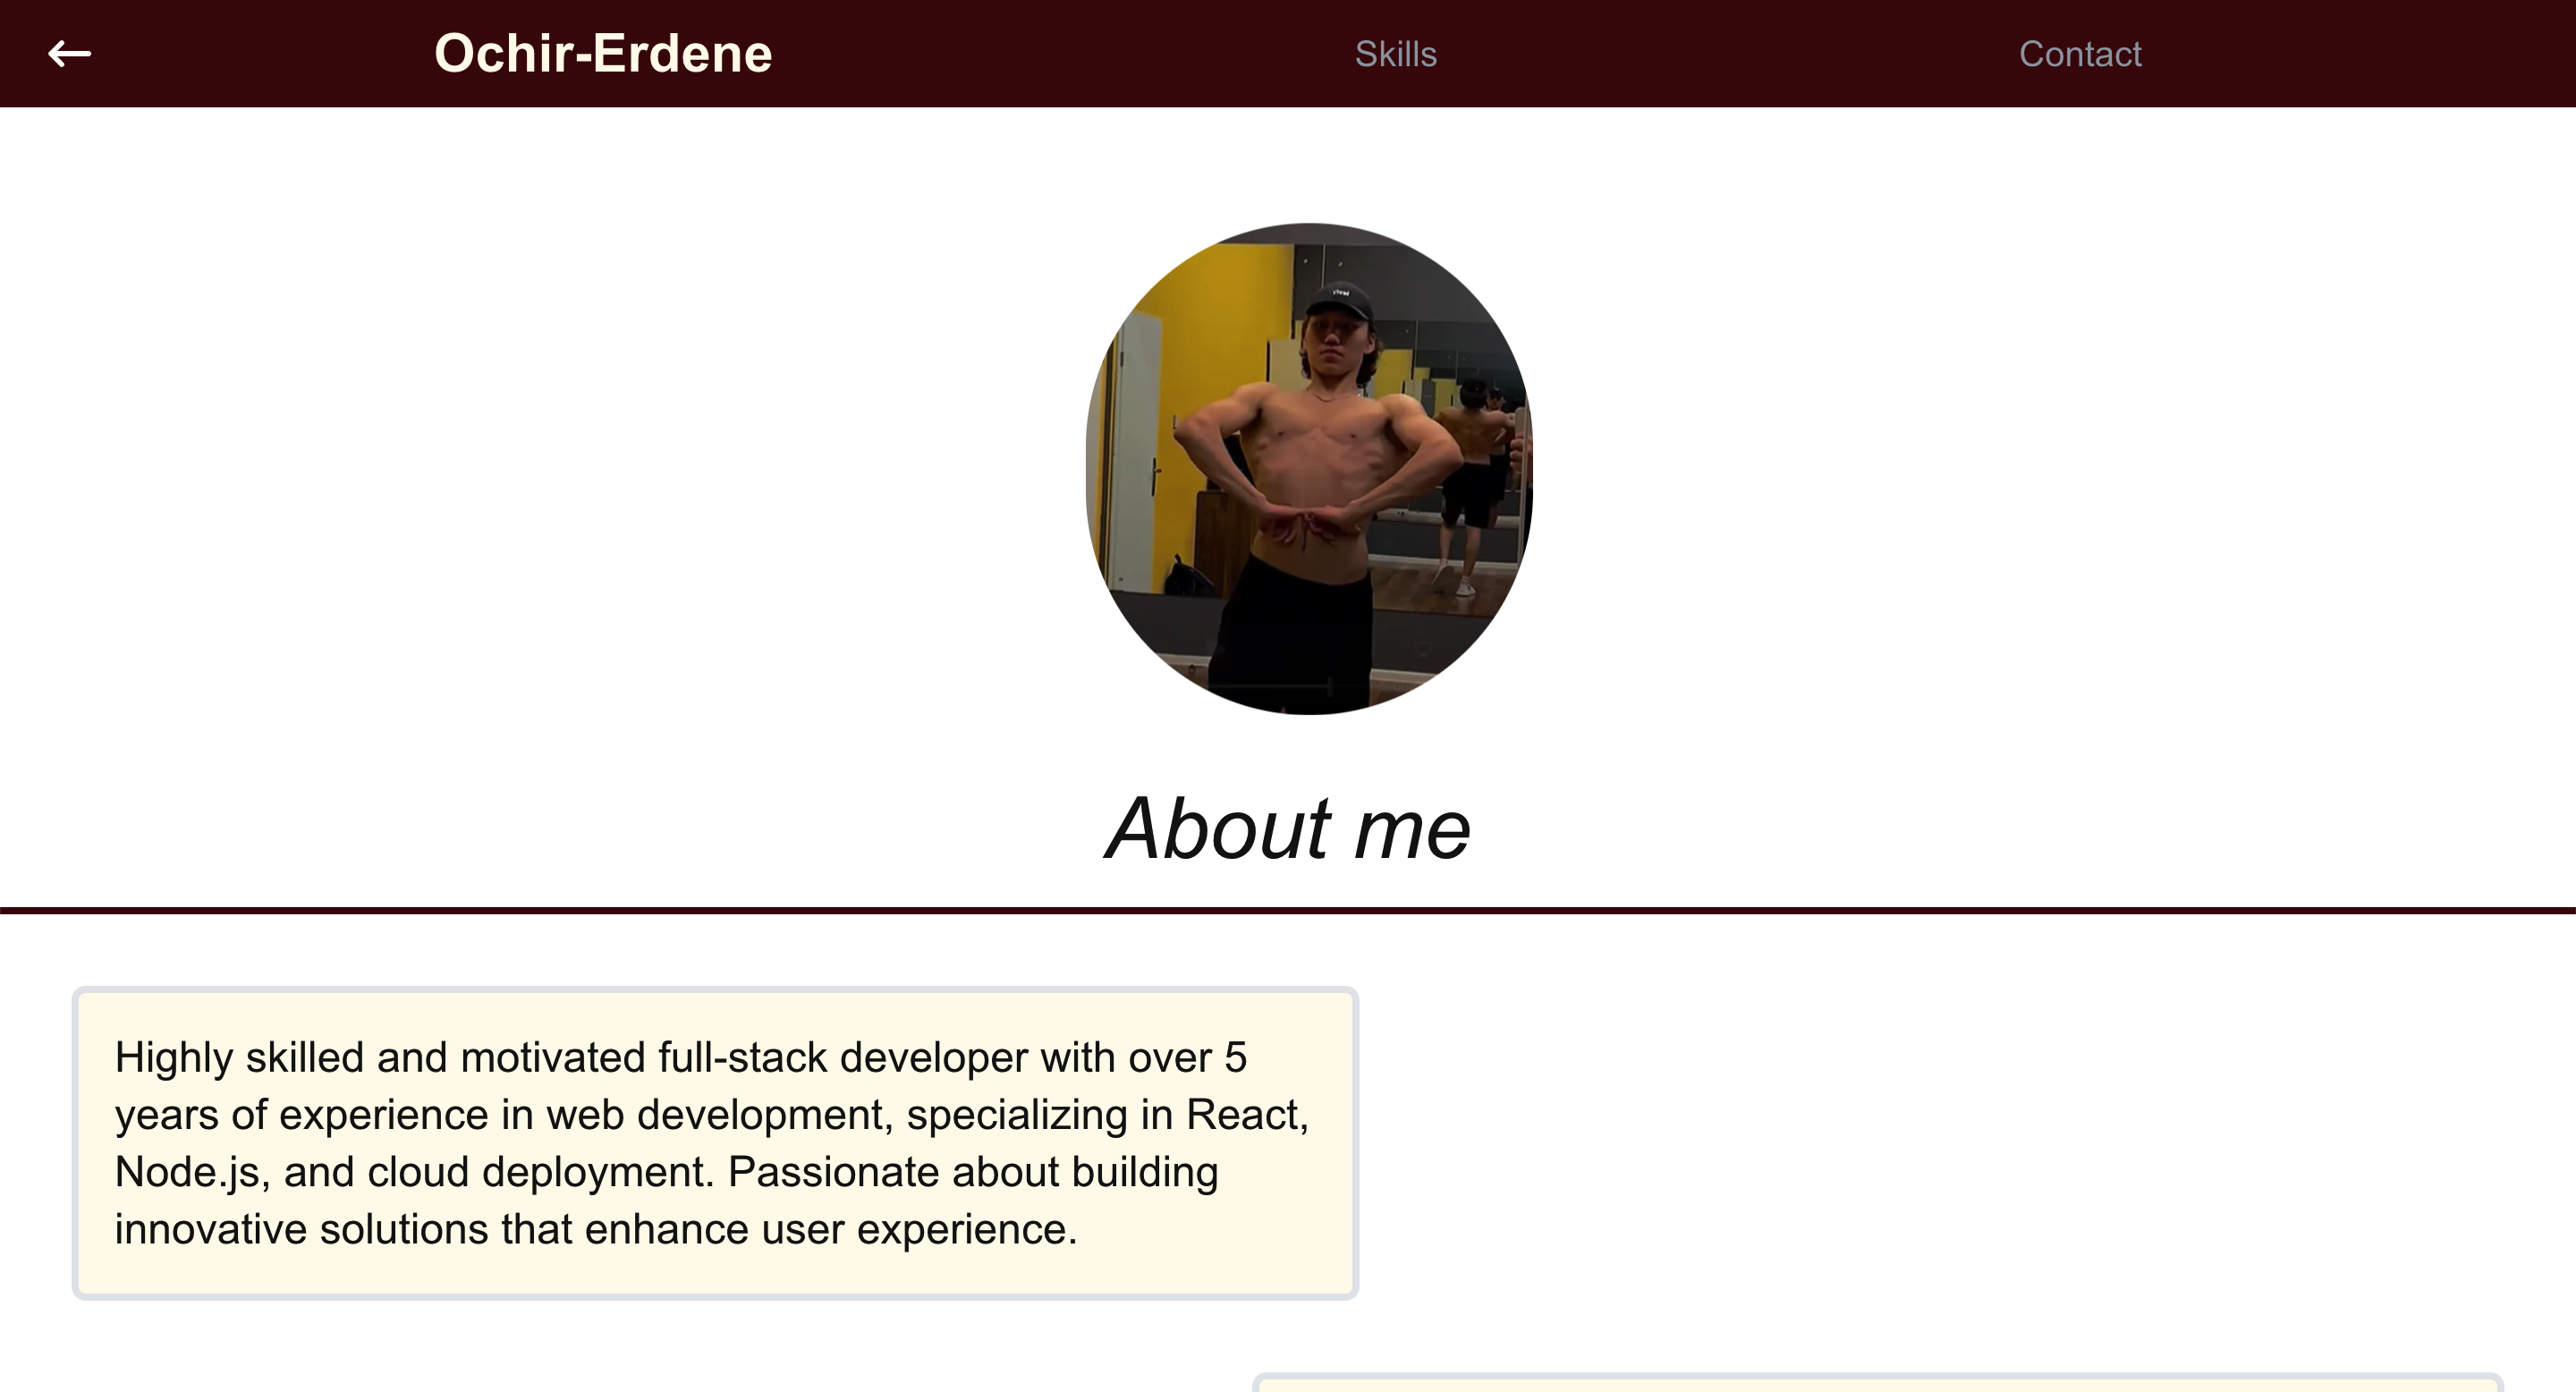 Ochir-Erdene
Skills
Contact
About me
Highly skilled and motivated full-stack developer with over 5
years of experience in web development, specializing in React,
Node.js, and cloud deployment. Passionate about building
innovative solutions that enhance user experience.